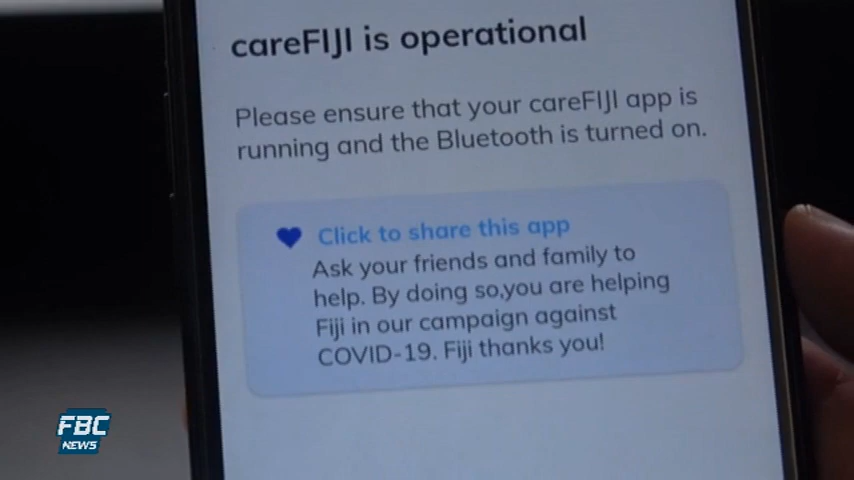 careFIJI is operational
Please ensure that your careFIJI app is
running and the Bluetooth is turned on.
Click to share this app
Ask your friends and family to
help. By doing so,you are helping
Fiji in our campaign against
COVID-19. Fiji thanks you!
FBC
NEWS